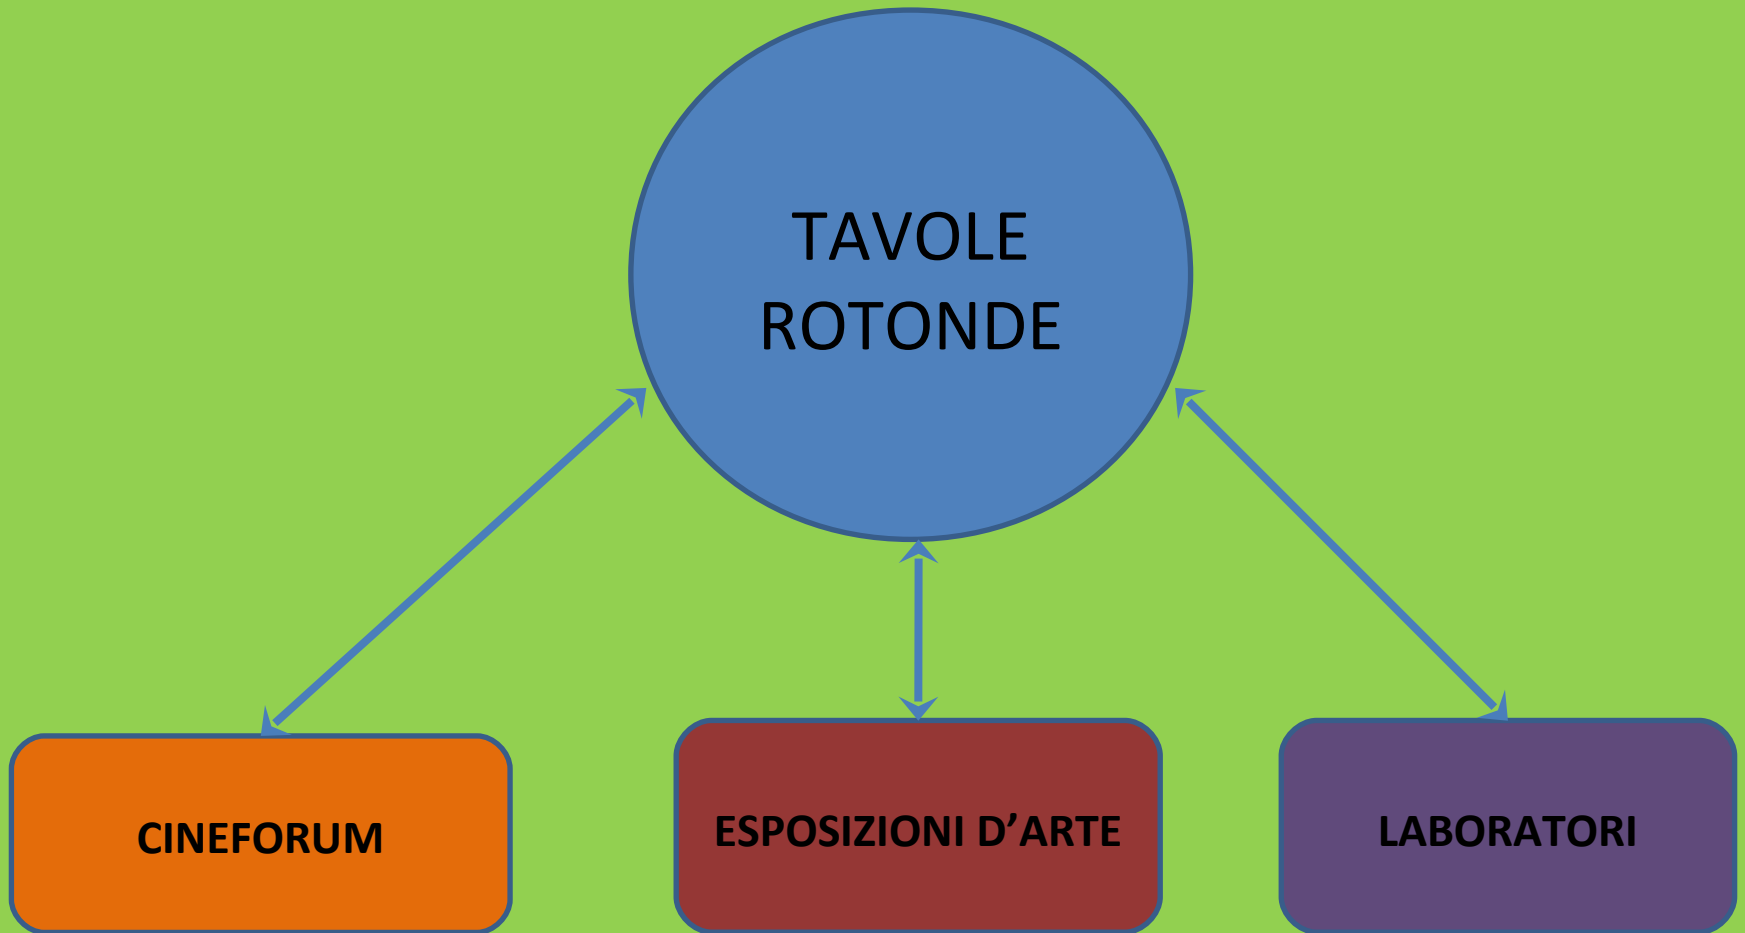 TAVOLE
ROTONDE
CINEFORUM
ESPOSIZIONI D’ARTE
LABORATORI